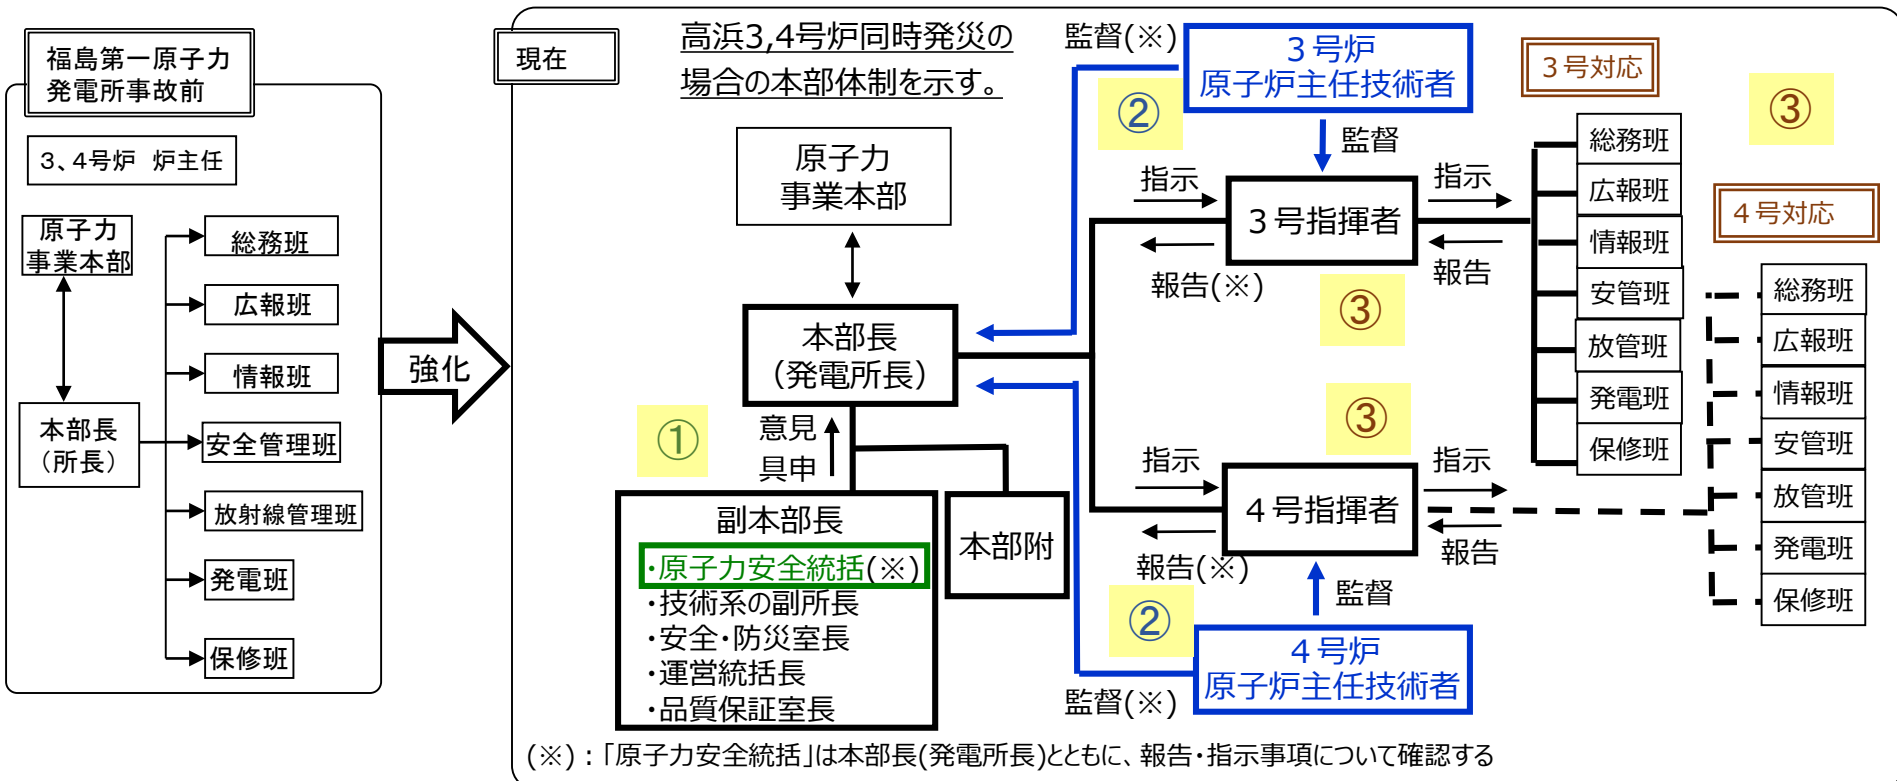 福島第一原子力
発電所事故前
3、4号炉 炉主任
原子力
事業本部
本部長
(所長)
総務班
広報班
情報班
安全管理班
放射線管理班
発電班
保修班
強化
現在
高浜3,4号炉同時発災の
場合の本部体制を示す。
原子力
事業本部
本部長
(発電所長)
①
意見
具申
副本部長
・原子力安全統括(※)
・技術系の副所長
・安全・防災室長
・運営統括長
・品質保証室長
本部附
監督(※)
②
3号炉
原子炉主任技術者
監督
指示
3号指揮者
報告(※)
指示
報告
③
3号対応
総務班
広報班
情報班
安管班
放管班
発電班
保修班
③
③
指示
4号指揮者
報告(※)
指示
報告
監督
②
4号炉
原子炉主任技術者
監督(※)
4号対応
総務班
広報班
情報班
安管班
放管班
発電班
保修班
(※):「原子力安全統括」は本部長(発電所長)とともに、報告・指示事項について確認する